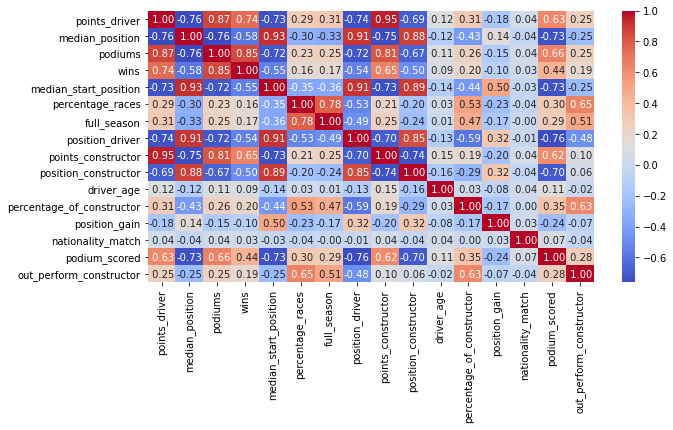 points_driver 1.00 -0.76 0.87 0.74 -0.73 0.29 0.31 -0.74 0.95 -0.69 0.12 0.31 -0.18 0.04 0.63 0.25
median_position -0.76 1.00 -0.76 -0.58 0.93 -0.30 -0.33 0.91 -0.75 0.88 -0.12 -0.43 0.14 -0.04 -0.73 -0.25
podiums 0.87 -0.76 1.00 0.85 -0.72 0.23 0.25 -0.72 0.81 -0.67 0.11 0.26 -0.15 0.04 0.66 0.25
wins 0.74 -0.58 0.85 1.00 -0.55 0.16 0.17 -0.54 0.65 -0.50 0.09 0.20 -0.10 0.03 0.44 0.19
median_start_position -0.73 0.93 -0.72 -0.55 1.00 -0.35 -0.36 0.91 -0.73 0.89 -0.14 -0.44 0.50 -0.03 -0.73 -0.25
percentage_races 0.29 -0.30 0.23 0.16 -0.35 1.00 0.78 -0.53 0.21 -0.20 0.03 0.53 -0.23 -0.04 0.30 0.65
full_season 0.31 -0.33 0.25 0.17 -0.36 0.78 1.00 -0.49 0.25 -0.24 0.01 0.47 -0.17 -0.00 0.29 0.51
position_driver -0.74 0.91 -0.72 -0.54 0.91 -0.53 -0.49 1.00 -0.70 0.85 -0.13 -0.59 0.32 -0.01 -0.76 -0.48
points_constructor 0.95 -0.75 0.81 0.65 -0.73 0.21 0.25 -0.70 1.00 -0.74 0.15 0.19 -0.20 0.04 0.62 0.10
position_constructor -0.69 0.88 -0.67 -0.50 0.89 -0.20 -0.24 0.85 -0.74 1.00 -0.16 -0.29 0.32 -0.04 -0.70 0.06
driver_age 0.12 -0.12 0.11 0.09 -0.14 0.03 0.01 -0.13 0.15 -0.16 1.00 0.03 -0.08 0.04 0.11 -0.02
percentage_of_constructor 0.31 -0.43 0.26 0.20 -0.44 0.53 0.47 -0.59 0.19 -0.29 0.03 1.00 -0.17 0.00 0.35 0.63
position_gain -0.18 0.14 -0.15 -0.10 0.50 -0.23 -0.17 0.32 -0.20 0.32 -0.08 -0.17 1.00 0.03 -0.24 -0.07
nationality_match 0.04 -0.04 0.04 0.03 -0.03 -0.04 -0.00 -0.01 0.04 -0.04 0.04 0.00 0.03 1.00 0.07 -0.04
podium_scored 0.63 -0.73 0.66 0.44 -0.73 0.30 0.29 -0.76 0.62 -0.70 0.11 0.35 -0.24 0.07 1.00 0.28
out_perform_constructor 0.25 -0.25 0.25 0.19 -0.25 0.65 0.51 -0.48 0.10 0.06 -0.02 0.63 -0.07 -0.04 0.28 1.00
points_driver
median_position
podiums
wins
median_start_position
percentage_races
full_season
position_driver
points_constructor
position_constructor
driver_age
percentage_of_constructor
position_gain
nationality_match
podium_scored
out_perform_constructor
1.0
0.8
0.6
0.4
0.2
0.0
−0.2
−0.4
−0.6